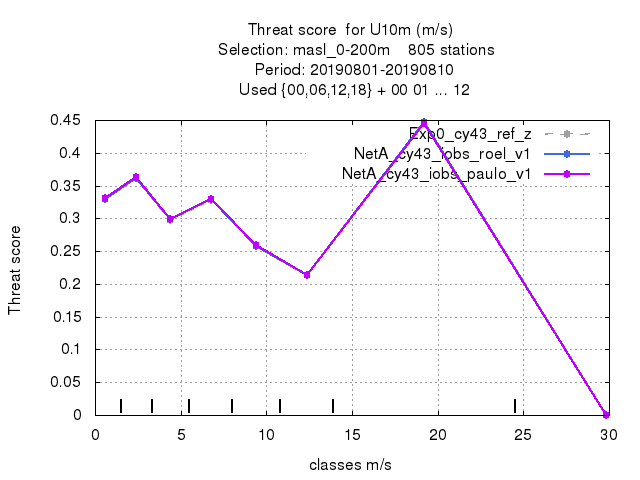 Threat score  for U10m (m/s)
Selection: masl_0-200m    805 stations
Period: 20190801-20190810
Used {00,06,12,18} + 00 01 ... 12
Exp0_cy43_ref_z
NetA_cy43_iobs_roel_v1
NetA_cy43_iobs_paulo_v1
Threat score
0.45
0.4
0.35
0.3
0.25
0.2
0.15
0.1
0.05
0
0 5 10 15 20 25 30
classes m/s